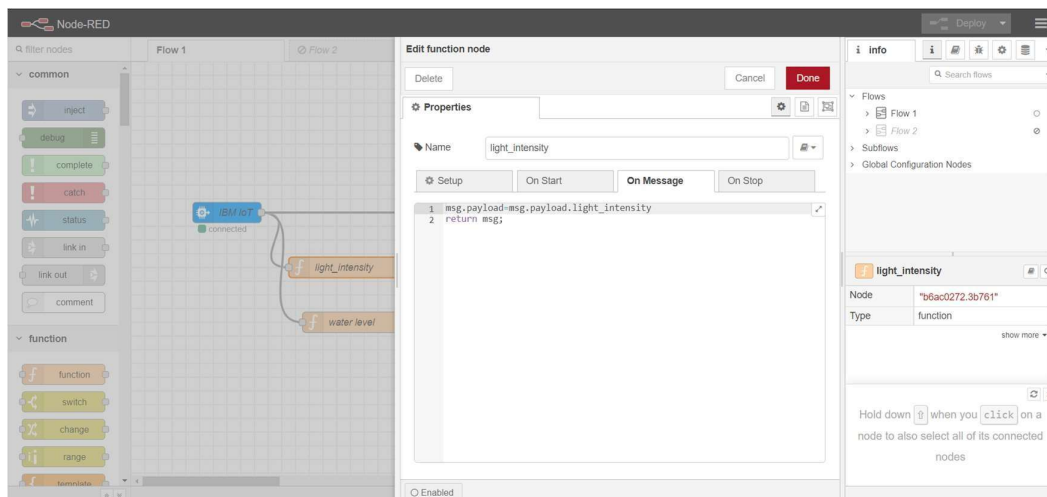 Node-RED
Deploy
filter nodes
common
inject
debug
complete
catch
status
link in
link out
comment
function
function
switch
change
range
template
Flow 1
Flow 2
IBM IoT
connected
light_intensity
water level
Edit function node
Delete
Cancel
Done
Properties
Name
light_intensity
Setup
On Start
On Message
On Stop
1 msg.payload=msg.payload.light_intensity
2 return msg;
Enabled
i info
i
Search flows
Flows
Flow 1
Flow 2
Subflows
Global Configuration Nodes
light_intensity
Node "b6ac0272.3b761"
Type function
show more
Hold down ⇧ when you click on a
node to also select all of its connected
nodes